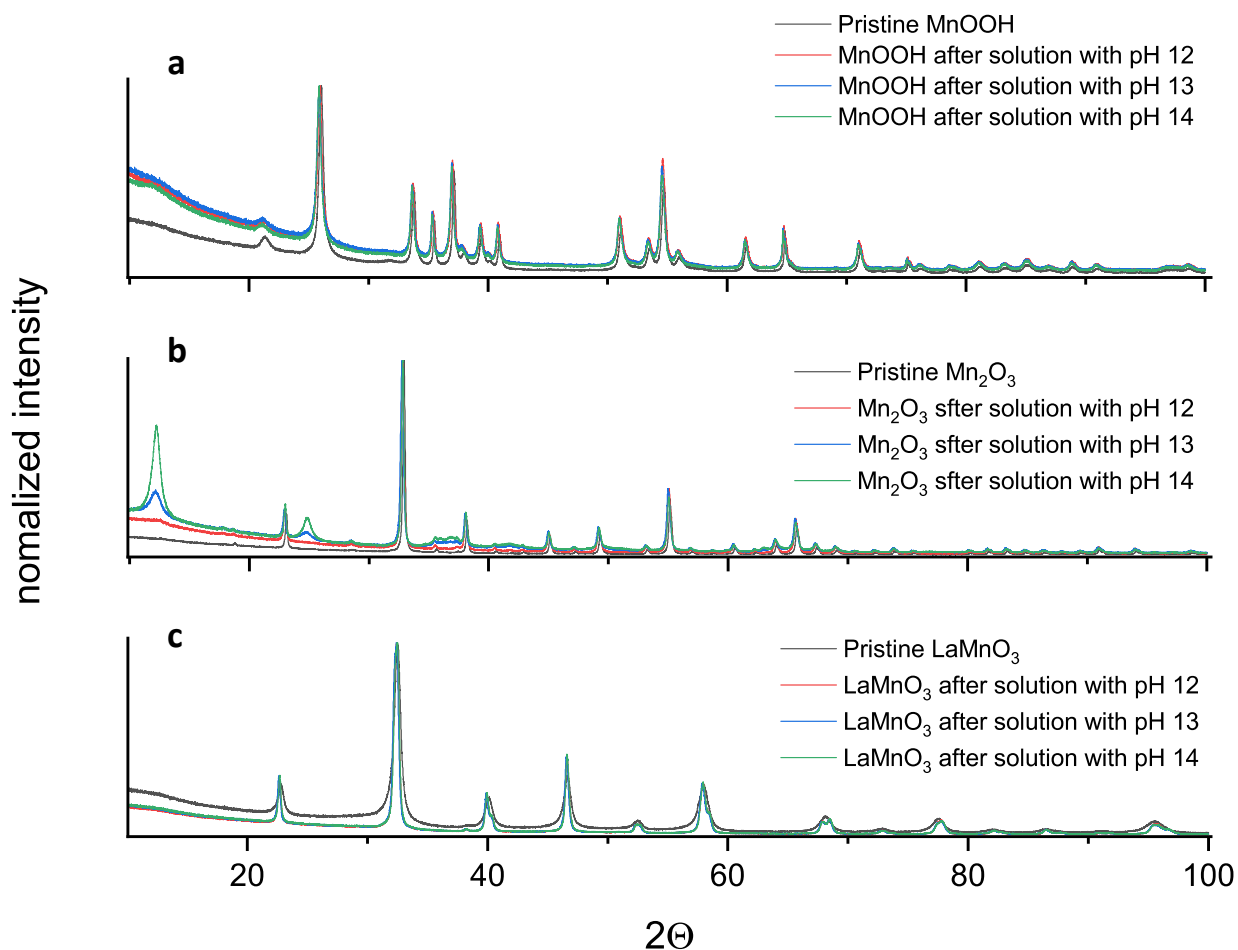 Pristine MnOOH
a
MnOOH after solution with pH 12
MnOOH after solution with pH 13
MnOOH after solution with pH 14
b
Pristine Mn₂O₃
Mn₂O₃ sfter solution with pH 12
Mn₂O₃ sfter solution with pH 13
Mn₂O₃ sfter solution with pH 14
nomalized intensity
c
Pristine LaMnO₃
LaMnO₃ after solution with pH 12
LaMnO₃ after solution with pH 13
LaMnO₃ after solution with pH 14
20 40 60 80 100
2Θ